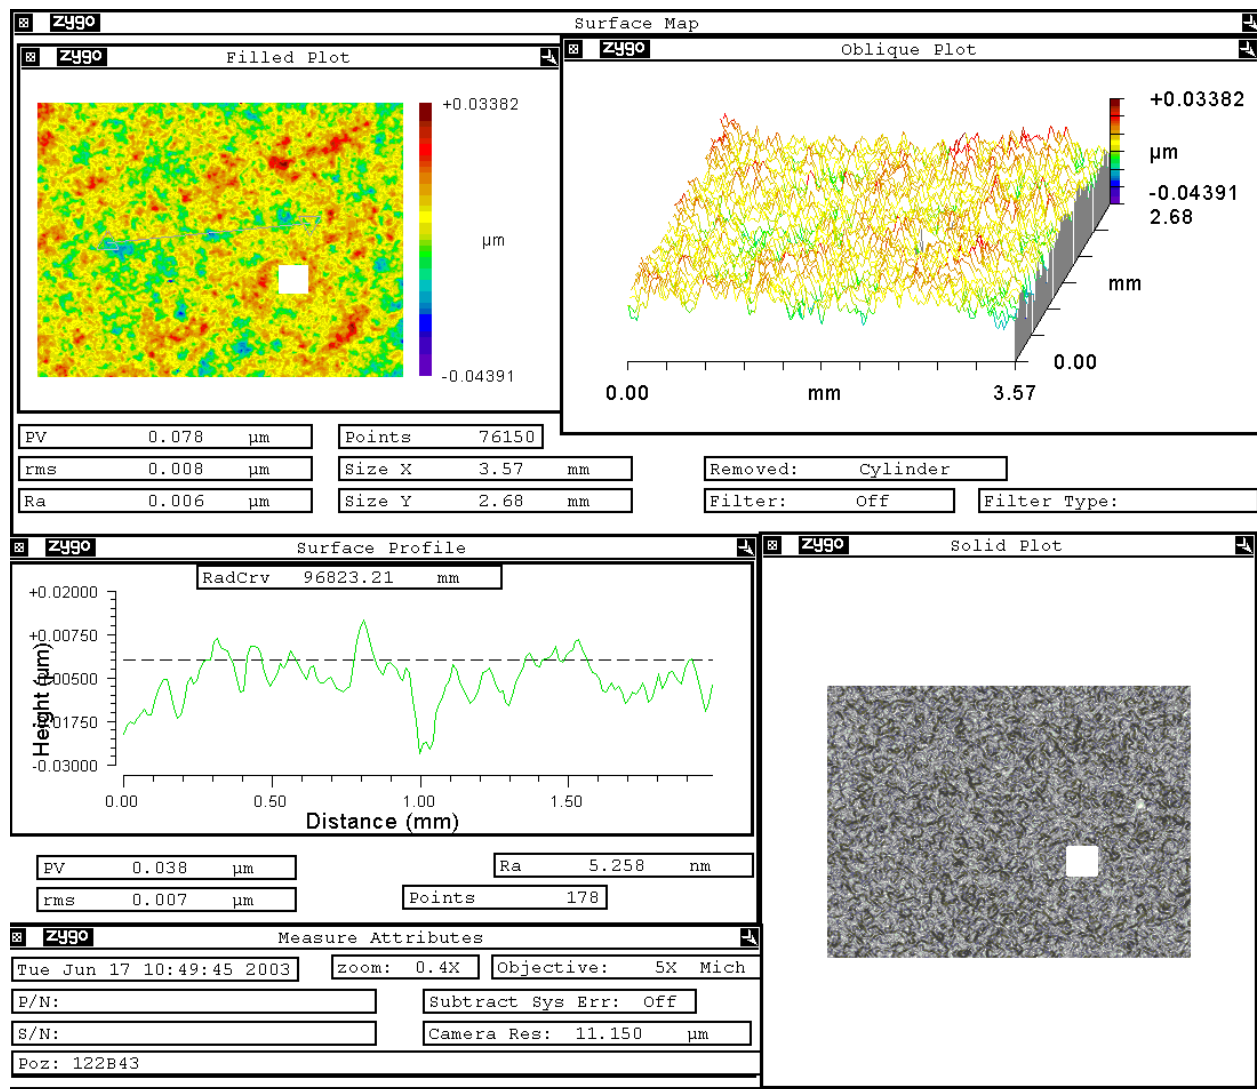 zygo Surface Map
zygo Filled Plot
+0.03382
µm
-0.04391
zygo Oblique Plot
+0.03382
µm
-0.04391
2.68
mm
0.00
0.00 mm 3.57
PV 0.078 µm
rms 0.008 µm
Ra 0.006 µm
Points 76150
Size X 3.57 mm
Size Y 2.68 mm
Removed: Cylinder
Filter: Off
Filter Type:
zygo Surface Profile
RadCrv 96823.21 mm
+0.02000
+0.00750
-0.00500
-0.01750
-0.03000
Height (µm)
0.00 0.50 1.00 1.50
Distance (mm)
PV 0.038 µm
rms 0.007 µm
Ra 5.258 nm
Points 178
zygo Solid Plot
zygo Measure Attributes
Tue Jun 17 10:49:45 2003
zoom: 0.4X
Objective: 5X Mich
P/N:
Subtract Sys Err: Off
S/N:
Camera Res: 11.150 µm
Poz: 122B43